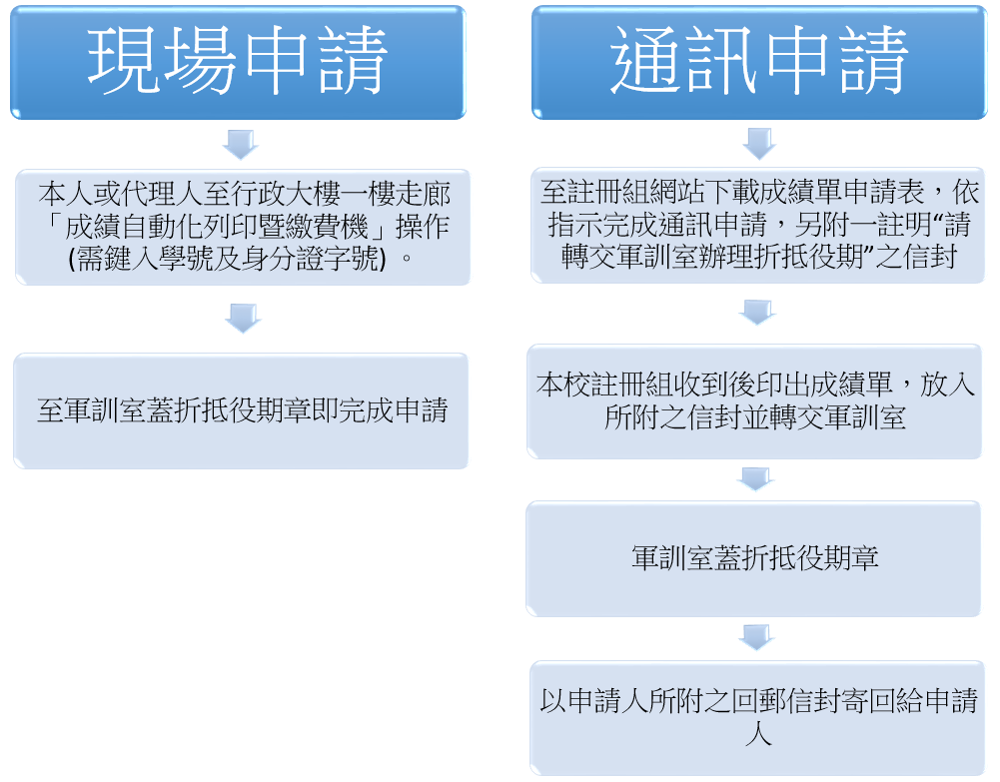 現場申請
本人或代理人至行政大樓一樓走廊
「成績自動化列印暨繳費機」操作
(需鍵入學號及身分證字號) 。
至軍訓室蓋折抵役期章即完成申請
通訊申請
至註冊組網站下載成績單申請表，依
指示完成通訊申請，另附一註明“請
轉交軍訓室辦理折抵役期”之信封
本校註冊組收到後印出成績單，放入
所附之信封並轉交軍訓室
軍訓室蓋折抵役期章
以申請人所附之回郵信封寄回給申請
人